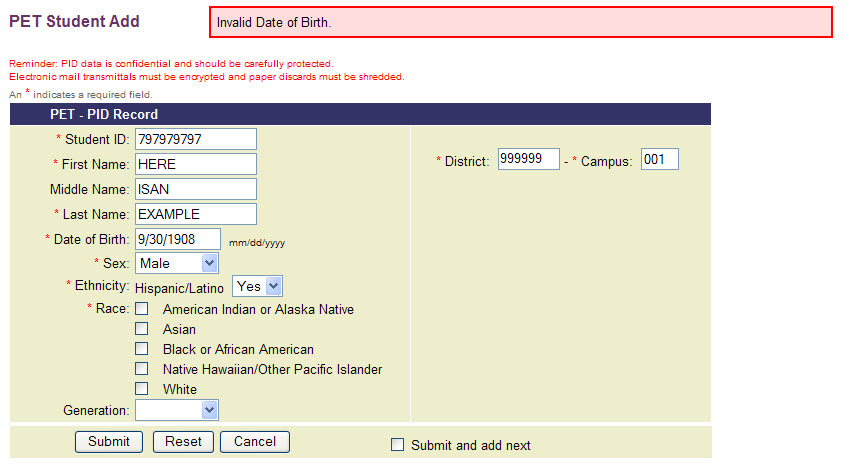 PET Student Add
Invalid Date of Birth.
Reminder: PID data is confidential and should be carefully protected.
Electronic mail transmittals must be encrypted and paper discards must be shredded.
An * indicates a required field.
PET - PID Record
* Student ID: 797979797
* First Name: HERE
Middle Name: ISAN
* Last Name: EXAMPLE
* Date of Birth: 9/30/1908 mm/dd/yyyy
* Sex: Male
* Ethnicity: Hispanic/Latino Yes
* Race: American Indian or Alaska Native
Asian
Black or African American
Native Hawaiian/Other Pacific Islander
White
Generation:
* District: 999999 - * Campus: 001
Submit Reset Cancel Submit and add next